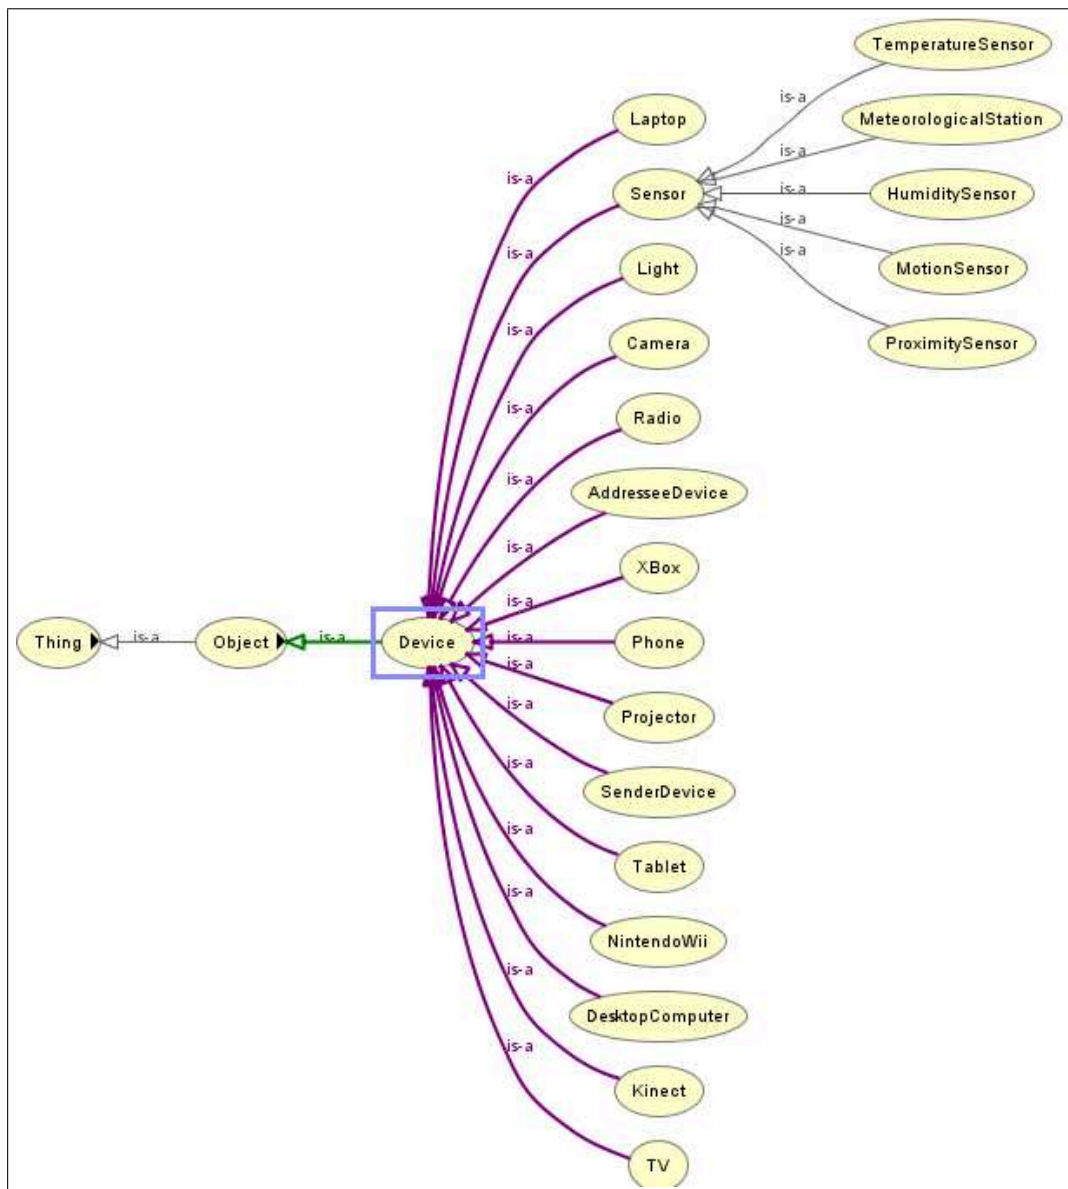 TemperatureSensor
is-a
Laptop
MeteorologicalStation
is-a
is-a
Sensor
is-a
HumiditySensor
is-a
is-a
is-a
Light
MotionSensor
is-a
Camera
ProximitySensor
is-a
Radio
is-a
AddresseeDevice
is-a
XBox
is-a
Thing
is-a
Object
is-a
Device
is-a
Phone
is-a
Projector
is-a
is-a
SenderDevice
is-a
Tablet
is-a
NintendoWii
is-a
DesktopComputer
is-a
Kinect
TV